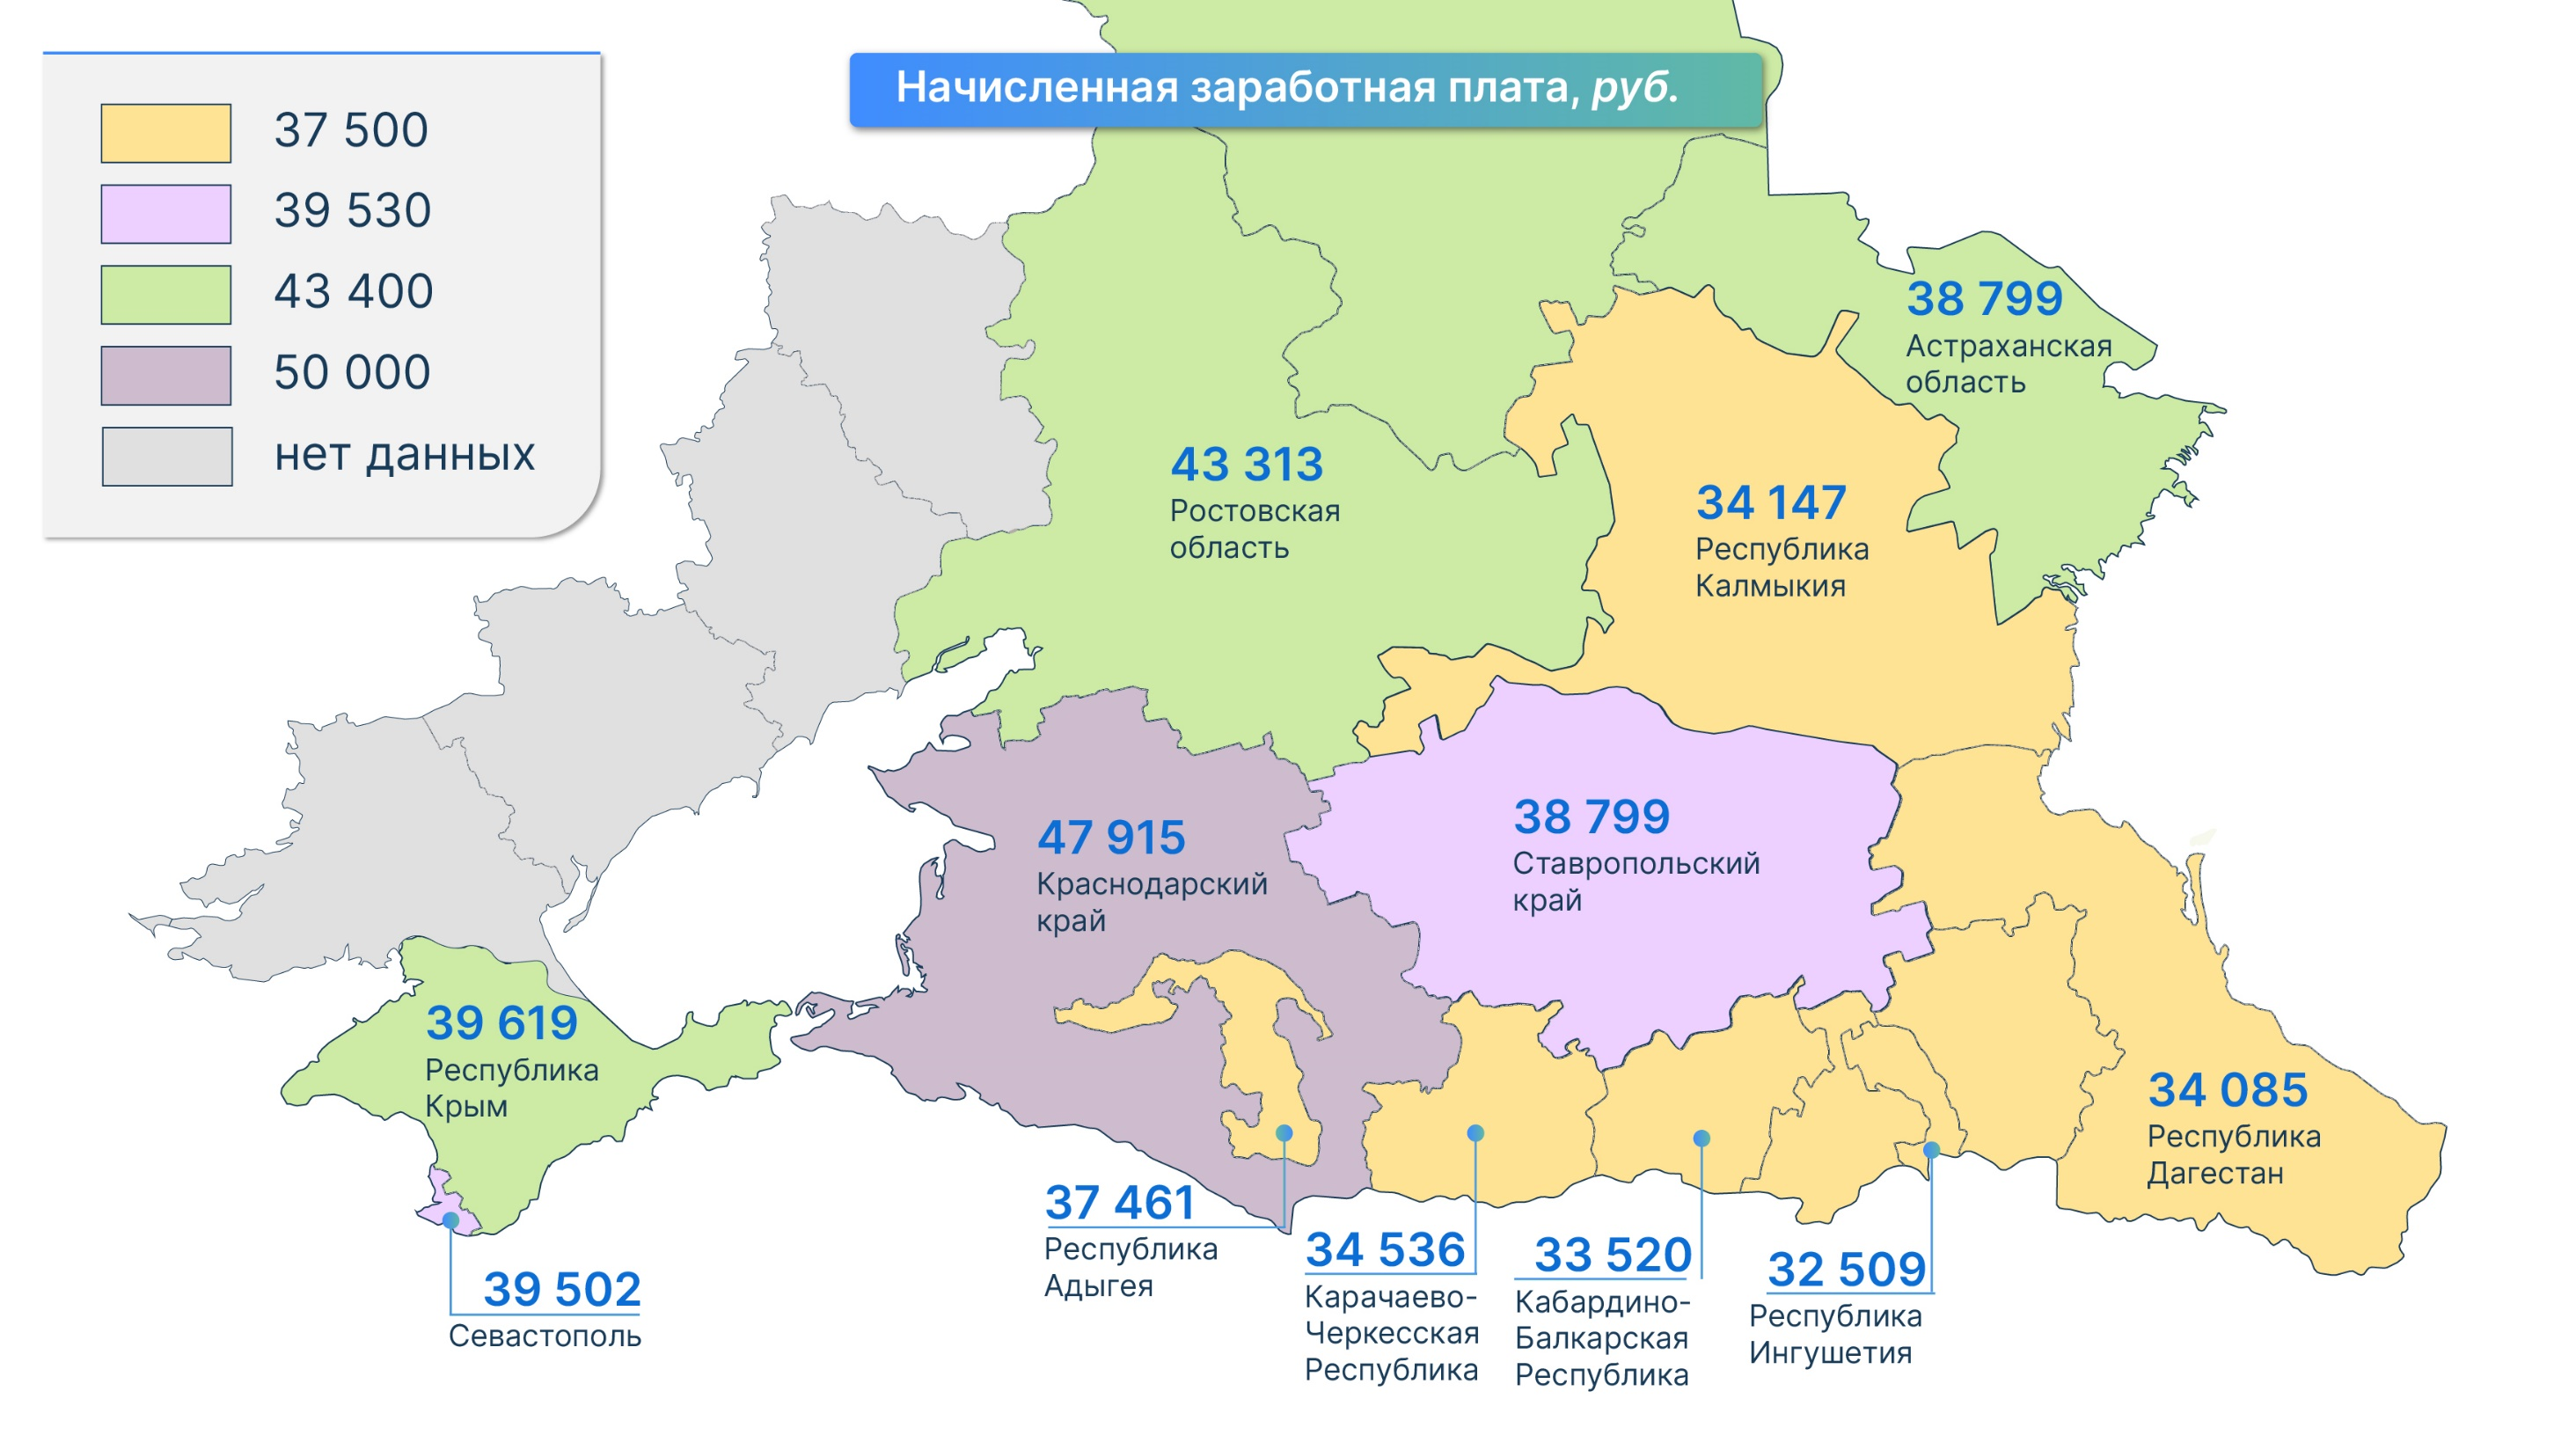 Начисленная заработная плата, руб.
37 500
39 530
43 400
50 000
нет данных
38 799
Астраханская
область
43 313
Ростовская
область
34 147
Республика
Калмыкия
47 915
Краснодарский
край
38 799
Ставропольский
край
39 619
Республика
Крым
34 085
Республика
Дагестан
39 502
Севастополь
37 461
Республика
Адыгея
34 536
Карачаево-
Черкесская
Республика
33 520
Кабардино-
Балкарская
Республика
32 509
Республика
Ингушетия